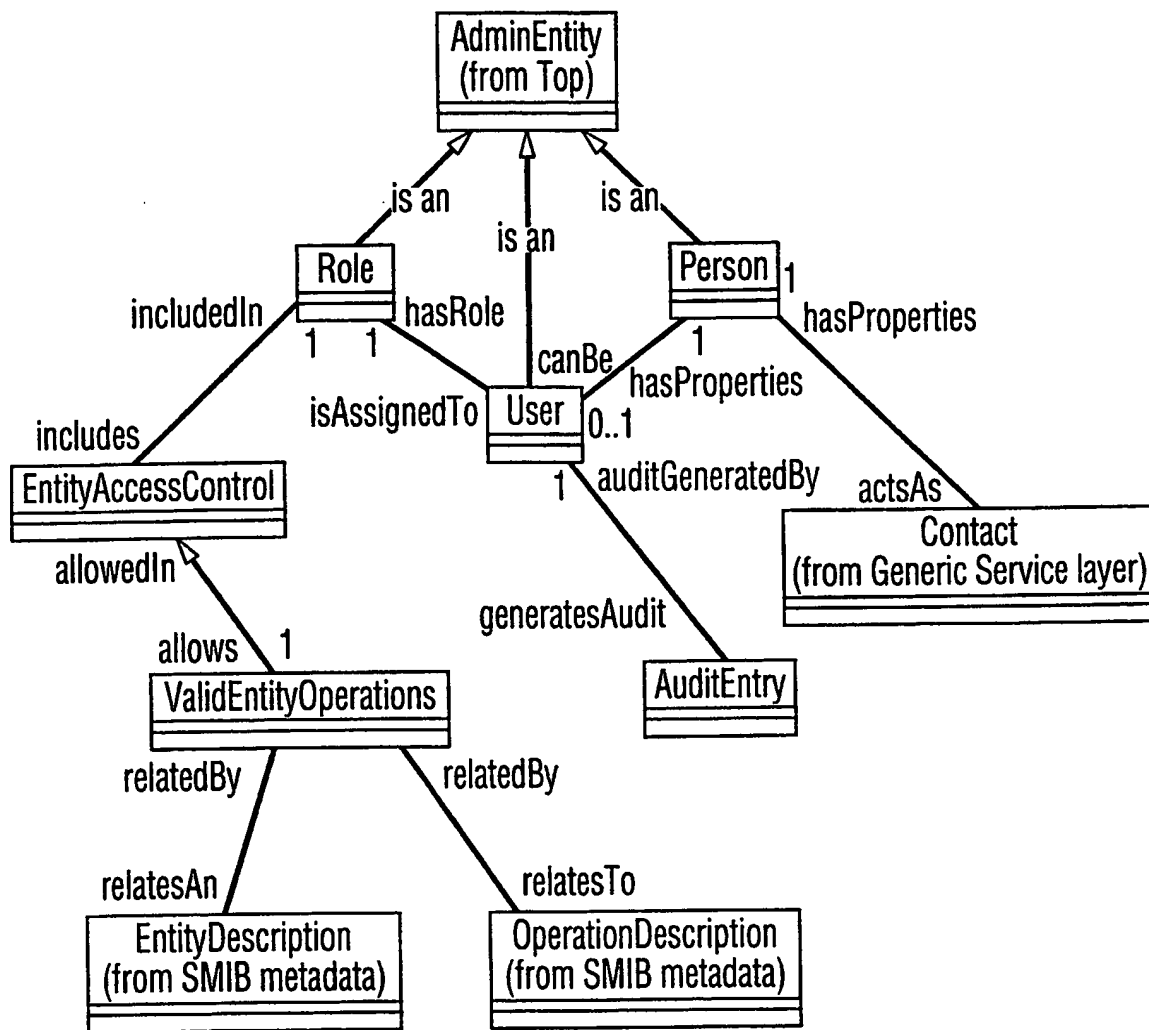 AdminEntity
(from Top)
is an
is an
is an
Role
Person
1
includedIn
hasRole
hasProperties
1
1
1
canBe
hasProperties
isAssignedTo
User
0..1
includes
1
auditGeneratedBy
EntityAccessControl
actsAs
Contact
(from Generic Service layer)
allowedIn
generatesAudit
allows
1
ValidEntityOperations
AuditEntry
relatedBy
relatedBy
relatesAn
relatesTo
EntityDescription
(from SMIB metadata)
OperationDescription
(from SMIB metadata)